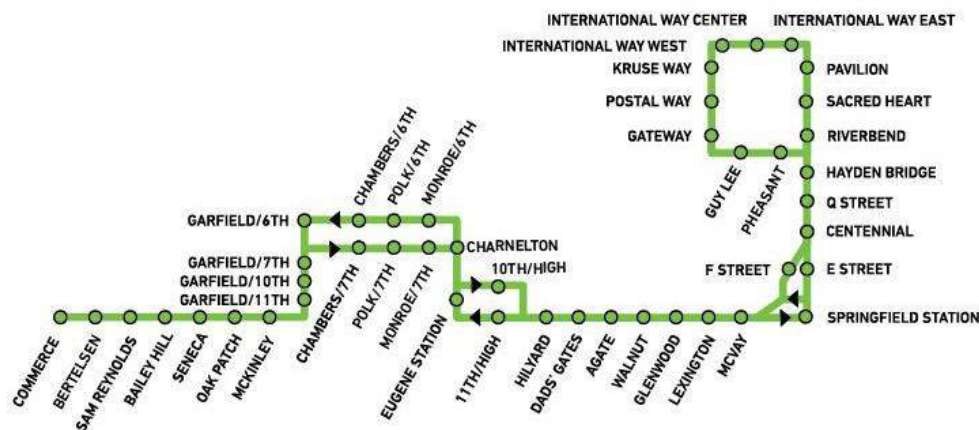 INTERNATIONAL WAY CENTER
INTERNATIONAL WAY EAST
INTERNATIONAL WAY WEST
KRUSE WAY
PAVILION
POSTAL WAY
SACRED HEART
GATEWAY
RIVERBEND
GUY LEE
PHEASANT
HAYDEN BRIDGE
Q STREET
CENTENNIAL
F STREET
E STREET
SPRINGFIELD STATION
CHAMBERS/6TH
POLK/6TH
MONROE/6TH
GARFIELD/6TH
CHARNELTON
GARFIELD/7TH
GARFIELD/10TH
GARFIELD/11TH
CHAMBERS/7TH
POLK/7TH
MONROE/7TH
10TH/HIGH
EUGENE STATION
11TH/HIGH
COMMERCE
BERTELSEN
SAM REYNOLDS
BAILEY HILL
SENECA
OAK PATCH
MCKINLEY
HILYARD
DADS' GATES
AGATE
WALNUT
GLENWOOD
LEXINGTON
MCVAY